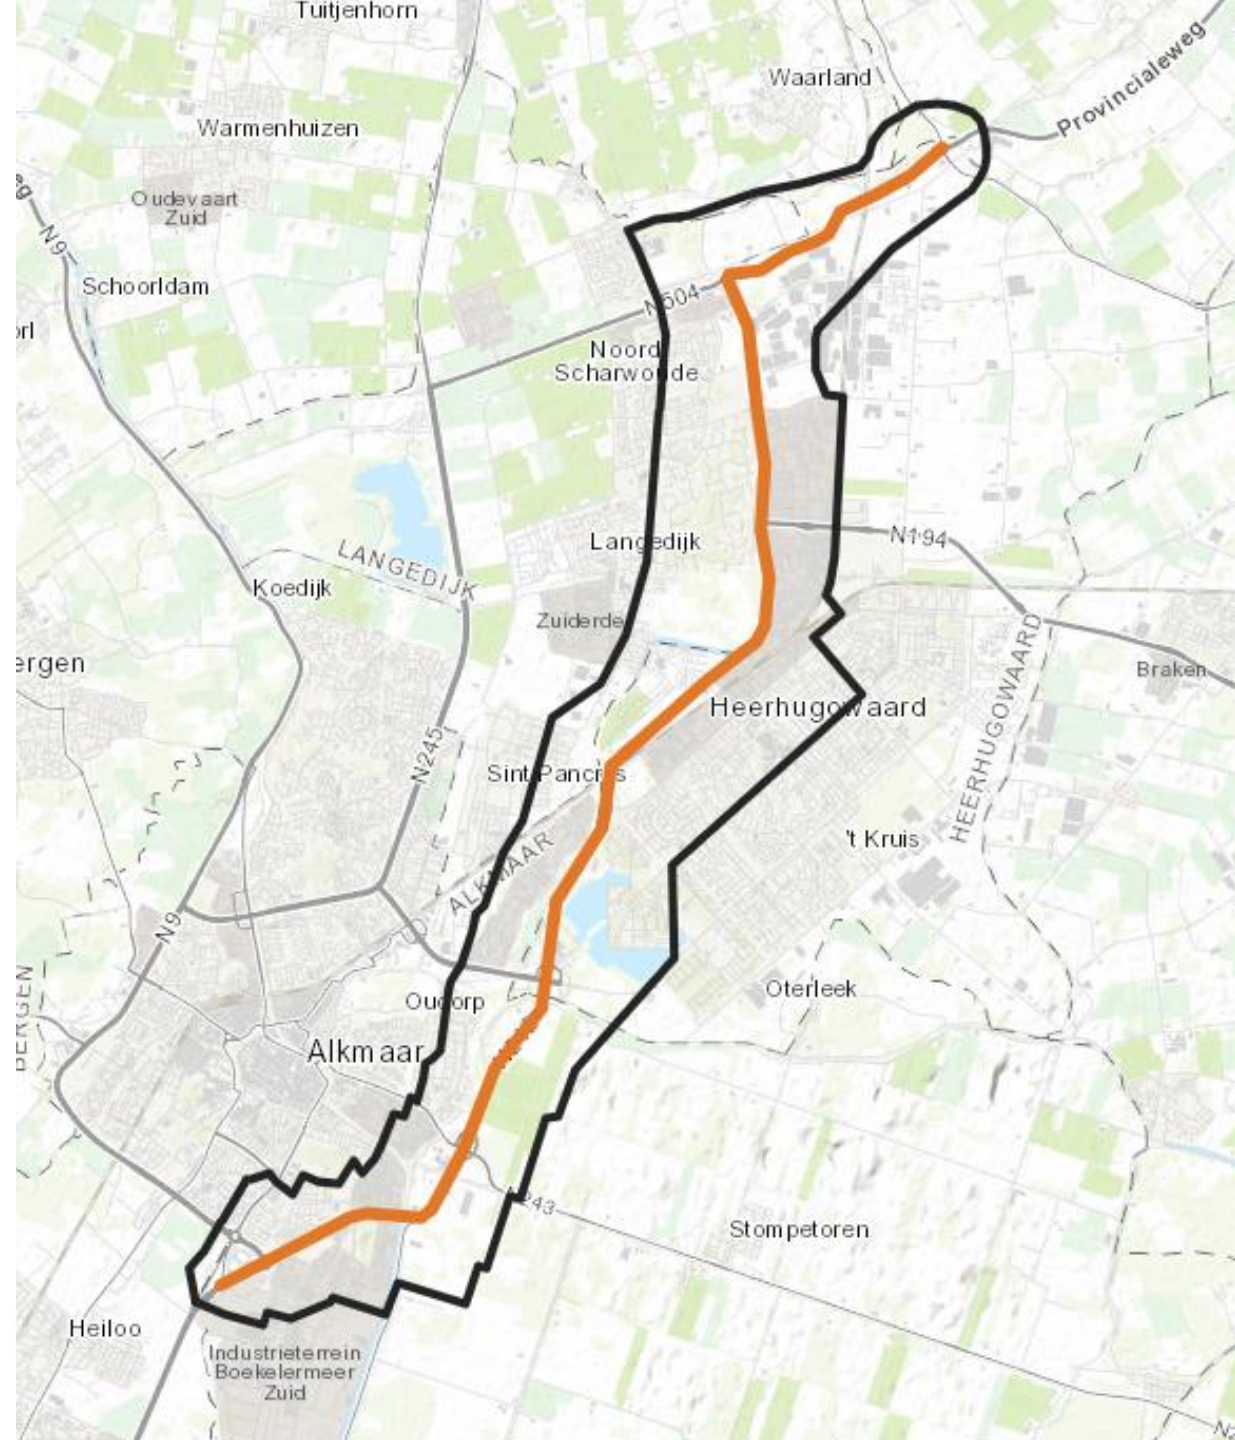 Tuitjenhorn
Provincialeweg
Waarland
Warmenhuizen
Oudevaart
Zuid
N9
Schoorldam
N504
Noord
Scharwoude
N194
Langedijk
LANGEDIJK
Koedijk
Zuiderde
HEERHUGOWAARD
ergen
Braken
Heerhugowaard
N245
Sint Pancras
't Kruis
ALKMAAR
N9
BERGEN
Oterleek
Oudorp
Alkmaar
N243
Stompetoren
Heiloo
Industrieterrein
Boekelermeer
Zuid